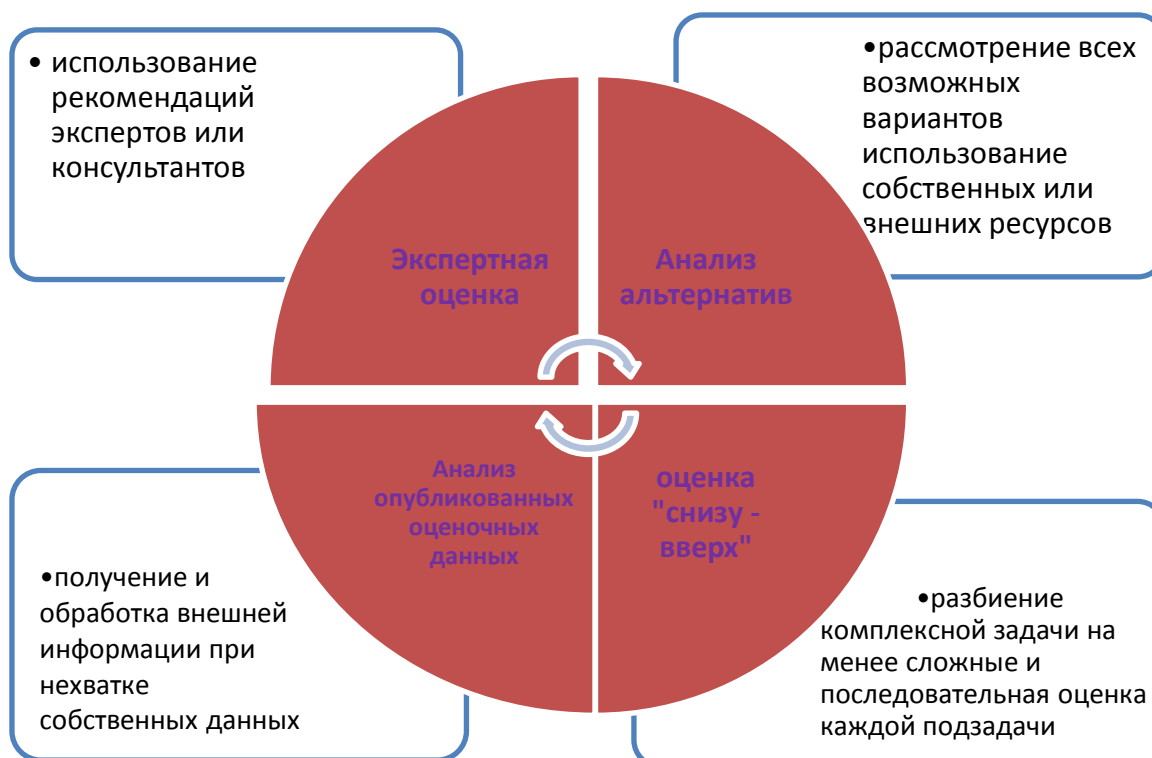 • использование
рекомендаций
экспертов или
консультантов
•рассмотрение всех
возможных
вариантов
использование
собственных или
внешних ресурсов
Экспертная
оценка
Анализ
альтернатив
Анализ
опубликованных
оценочных
данных
оценка
"снизу -
вверх"
•получение и
обработка внешней
информации при
нехватке
собственных данных
•разбиение
комплексной задачи на
менее сложные и
последовательная оценка
каждой подзадачи